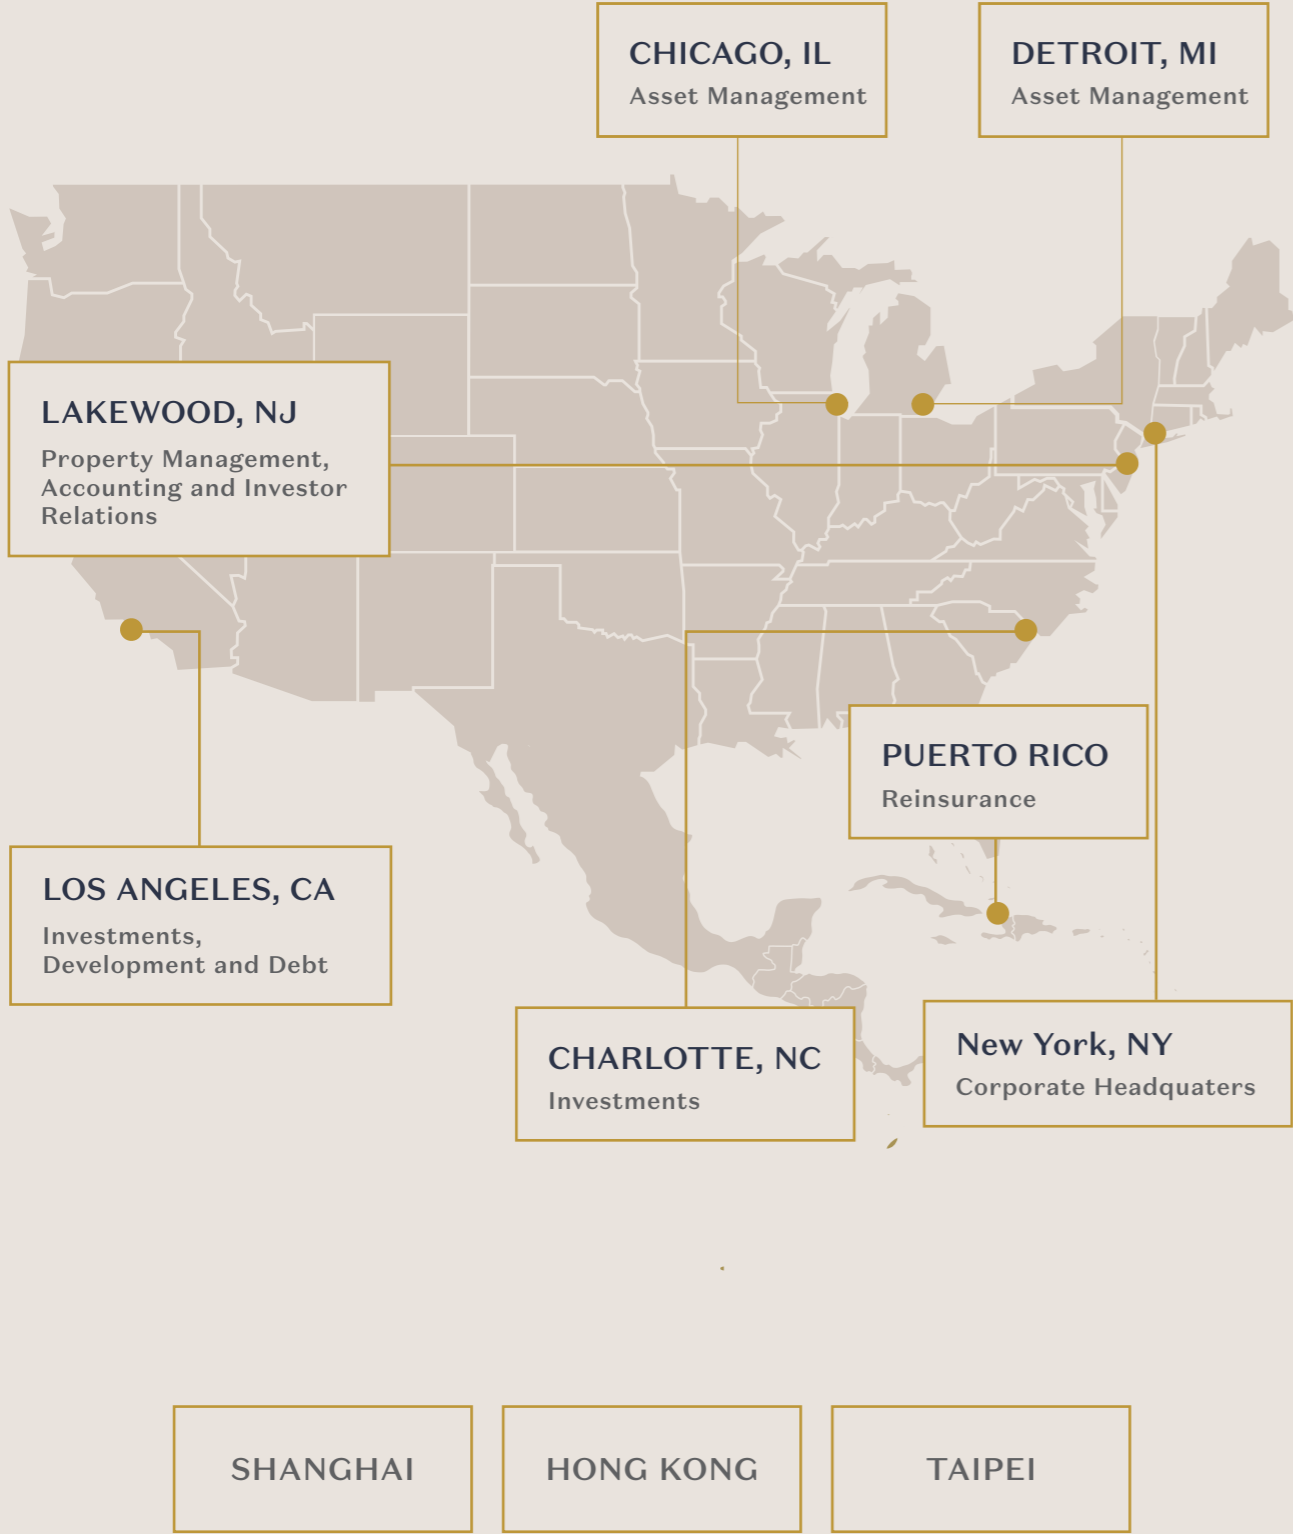 CHICAGO, IL
Asset Management
DETROIT, MI
Asset Management
LAKEWOOD, NJ
Property Management,
Accounting and Investor
Relations
PUERTO RICO
Reinsurance
LOS ANGELES, CA
Investments,
Development and Debt
CHARLOTTE, NC
Investments
New York, NY
Corporate Headquaters
SHANGHAI
HONG KONG
TAIPEI